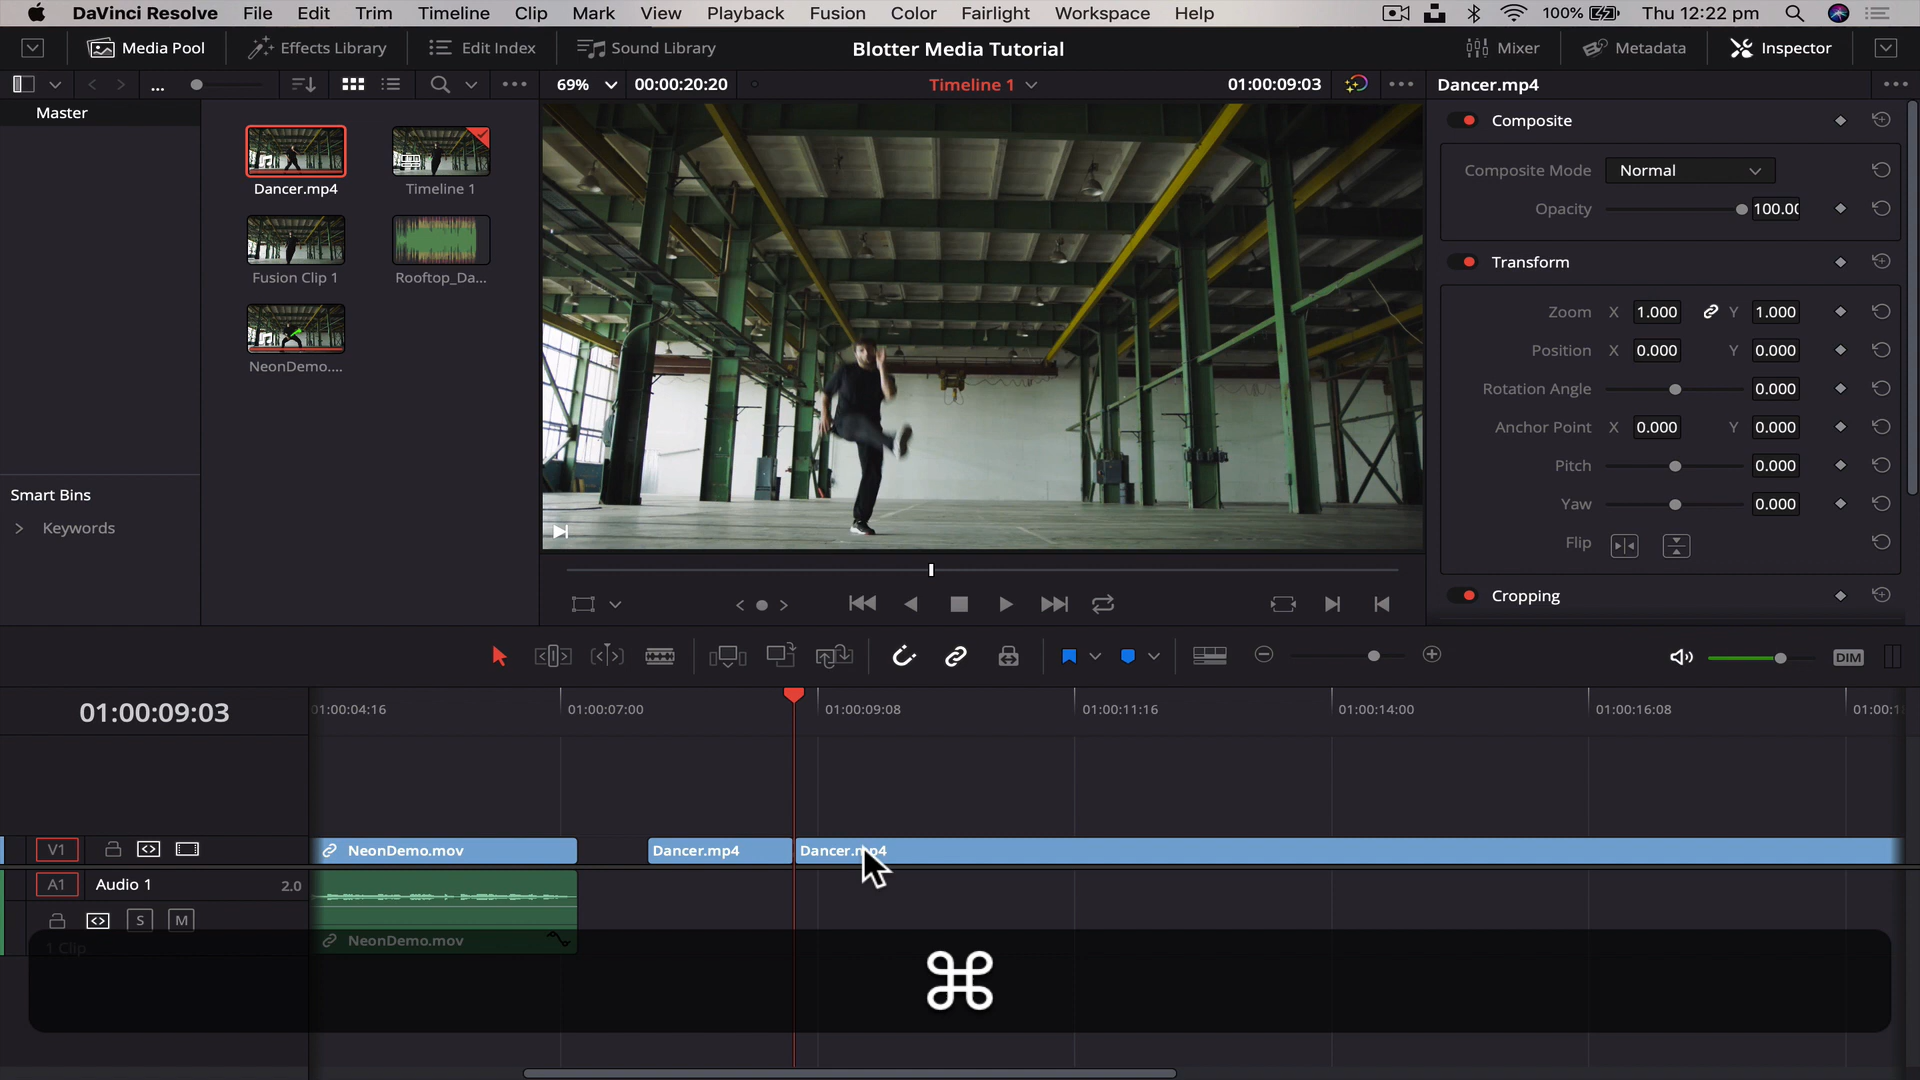 DaVinci Resolve File Edit Trim Timeline Clip Mark View Playback Fusion Color Fairlight Workspace Help 100% Thu 12:22 pm
Media Pool Effects Library Edit Index Sound Library Blotter Media Tutorial Mixer Metadata Inspector
... 69% 00:00:20:20 Timeline 1 01:00:09:03 Dancer.mp4
Master
Dancer.mp4 Timeline 1
Fusion Clip 1 Rooftop_Da...
NeonDemo....
Smart Bins
Keywords
Composite
Composite Mode Normal
Opacity 100.00
Transform
Zoom X 1.000 Y 1.000
Position X 0.000 Y 0.000
Rotation Angle 0.000
Anchor Point X 0.000 Y 0.000
Pitch 0.000
Yaw 0.000
Flip
Cropping
DIM
01:00:09:03 01:00:04:16 01:00:07:00 01:00:09:08 01:00:11:16 01:00:14:00 01:00:16:08 01:00:1
V1 NeonDemo.mov Dancer.mp4 Dancer.mp4
A1 Audio 1 2.0
S M
1 Clip NeonDemo.mov
⌘